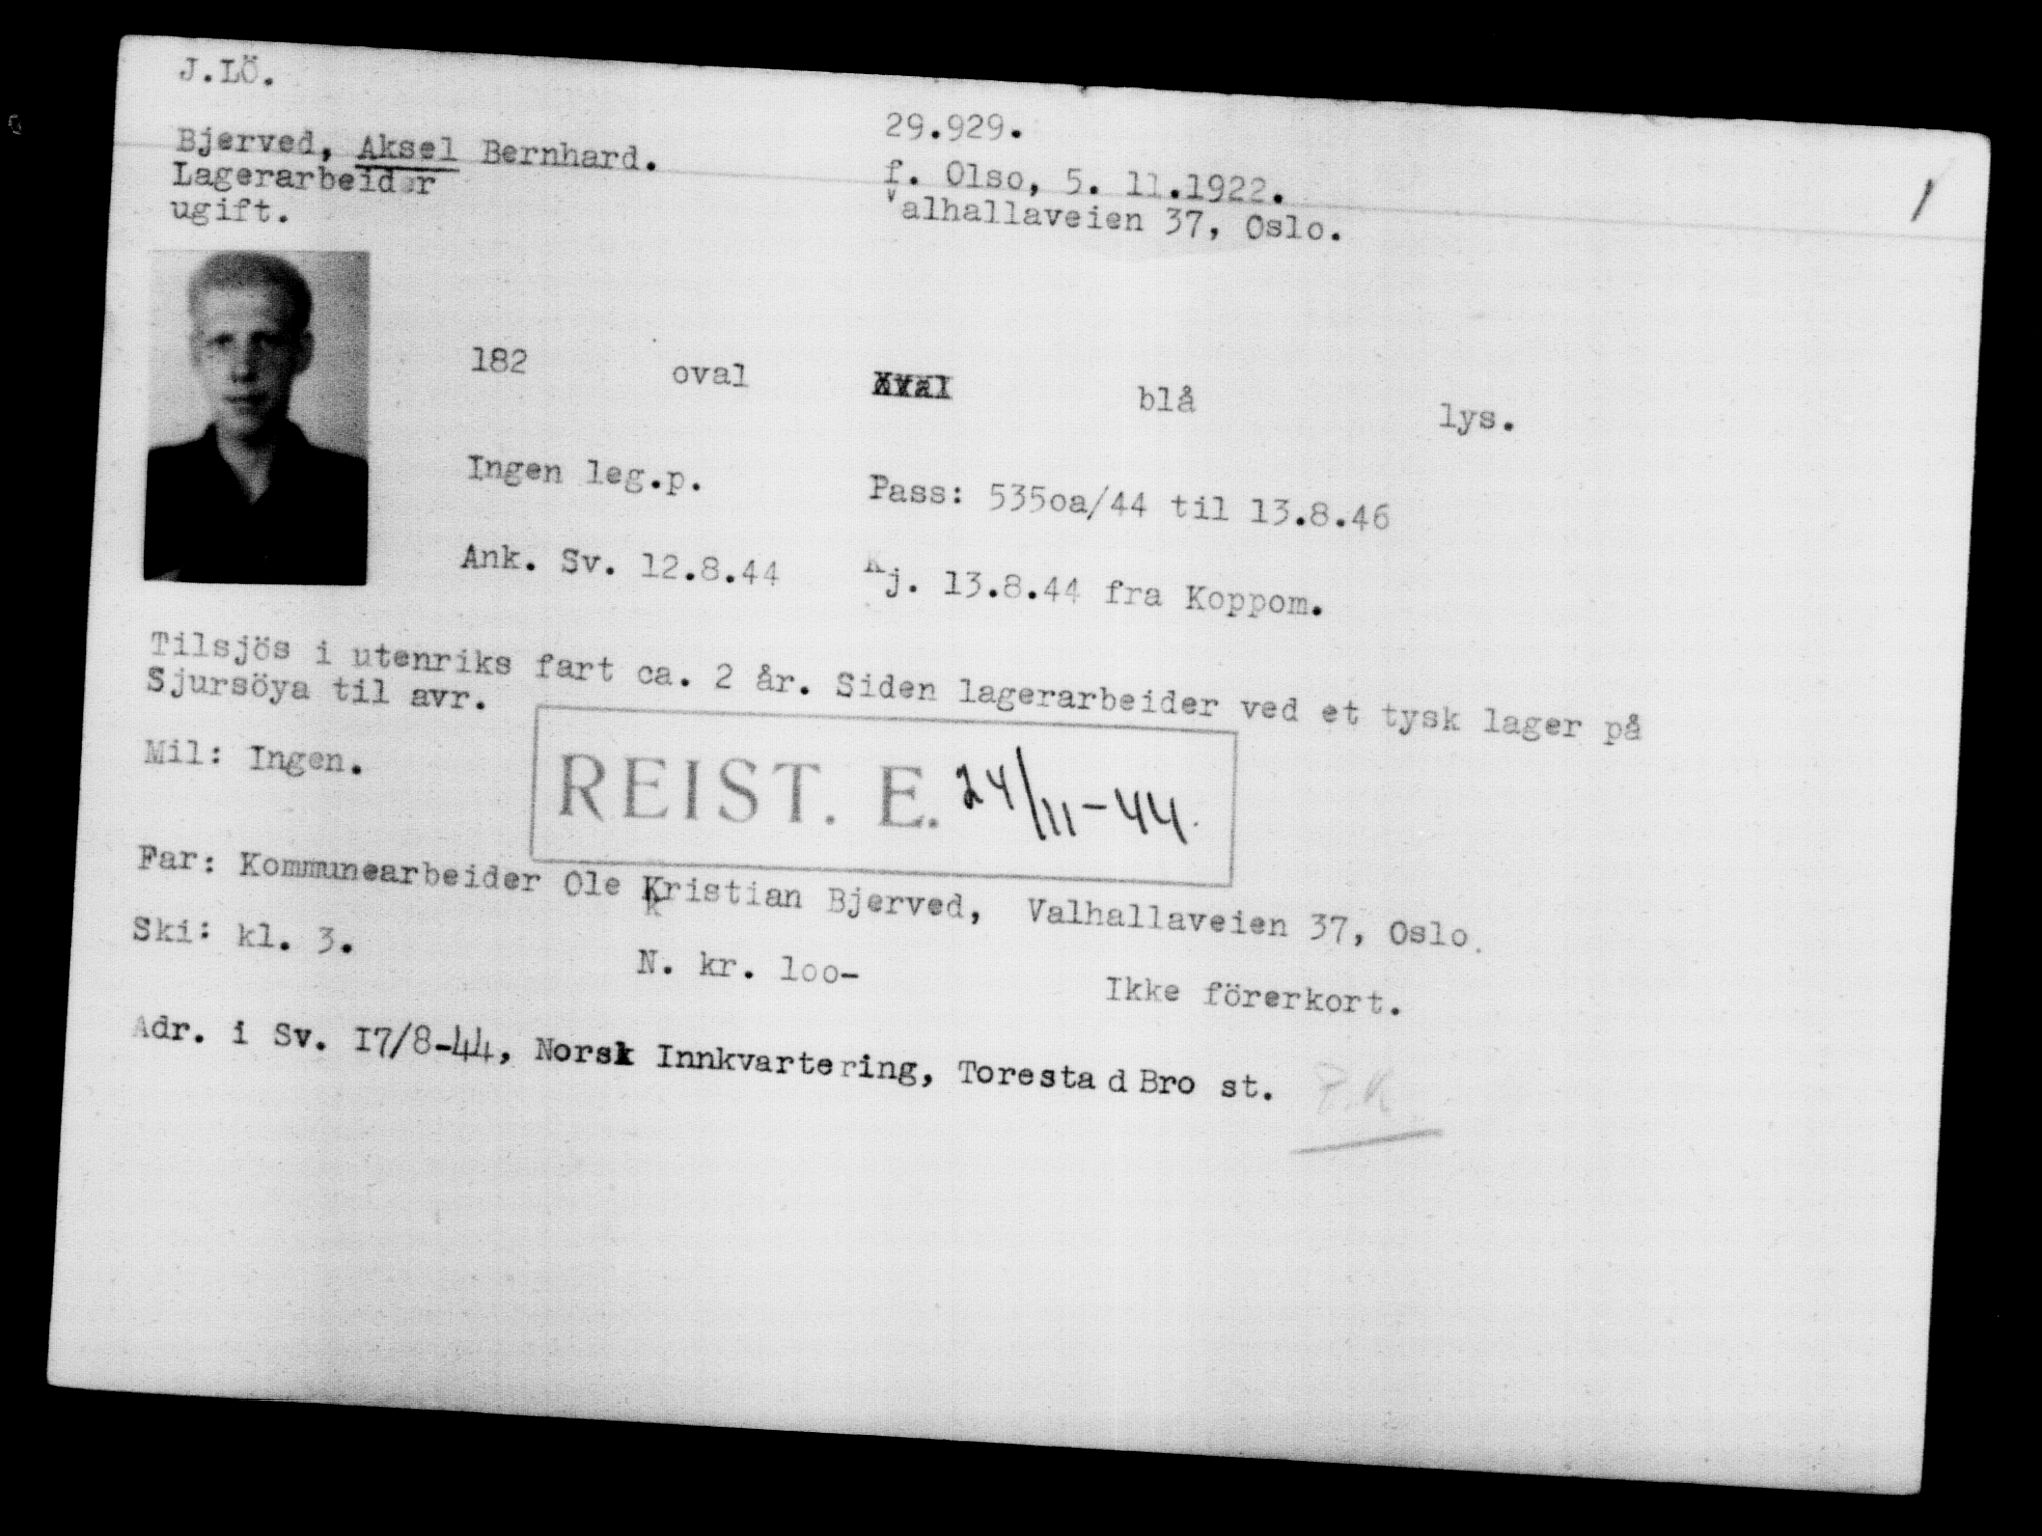 J.LÖ.
29.929.
Bjerved, Aksel Bernhard.
f. Olso, 5. 11.1922.
Lagerarbeider
Valhallaveien 37, Oslo.
ugift.
1
182 oval blå lys.
Ingen leg.p. Pass: 535oa/44 til 13.8.46
Ank. Sv. 12.8.44 Kj. 13.8.44 fra Koppom.
Tilsjös i utenriks fart ca. 2 år. Siden lagerarbeider ved et tysk lager på
Sjursöya til avr.
Mil: Ingen.
REIST. E. 24/11-44.
Far: Kommunearbeider Ole Kristian Bjerved, Valhallaveien 37, Oslo.
Ski: kl. 3. N. kr. loo- Ikke förerkort.
Adr. i Sv. I7/8-44, Norsk Innkvartering, Torestad Bro st.